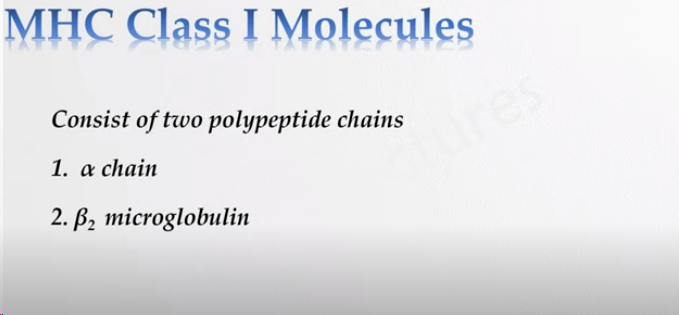 MHC Class I Molecules
Consist of two polypeptide chains
1. α chain
2. β₂ microglobulin